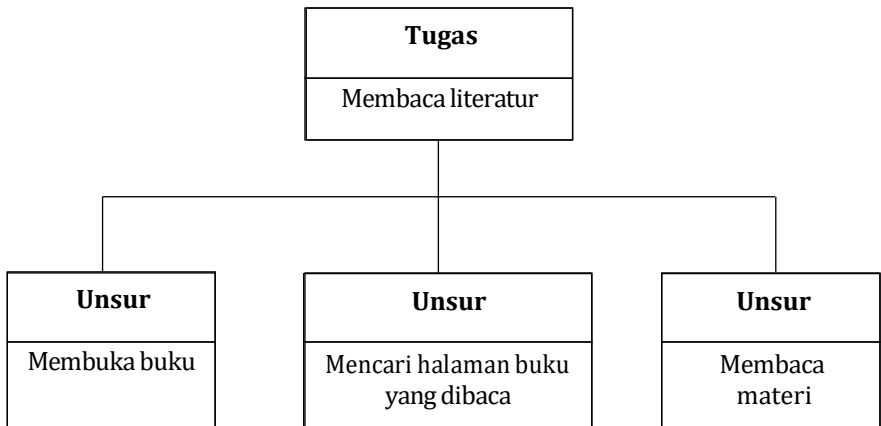 Tugas
Membaca literatur
Unsur
Membuka buku
Unsur
Mencari halaman buku
yang dibaca
Unsur
Membaca
materi